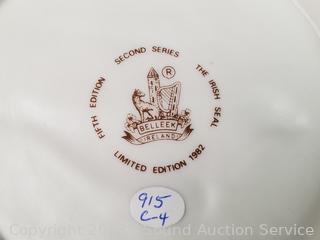 FIFTH EDITION SECOND SERIES THE IRISH SEAL
®
BELLEEK
IRELAND
LIMITED EDITION 1982
915
C-4
Sound Auction Service